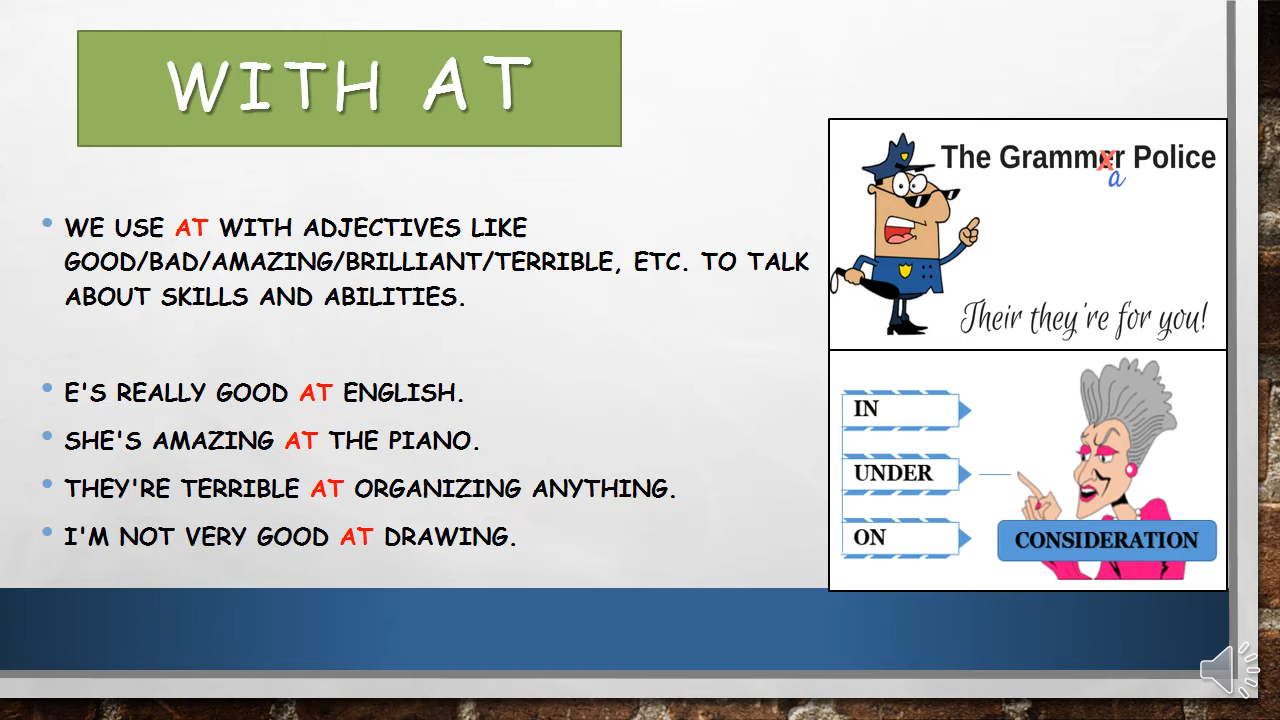 WITH AT
WE USE AT WITH ADJECTIVES LIKE
GOOD/BAD/AMAZING/BRILLIANT/TERRIBLE, ETC. TO TALK
ABOUT SKILLS AND ABILITIES.
E'S REALLY GOOD AT ENGLISH.
SHE'S AMAZING AT THE PIANO.
THEY'RE TERRIBLE AT ORGANIZING ANYTHING.
I'M NOT VERY GOOD AT DRAWING.
The Grammer Police
a
Their they're for you!
IN
UNDER
ON
CONSIDERATION